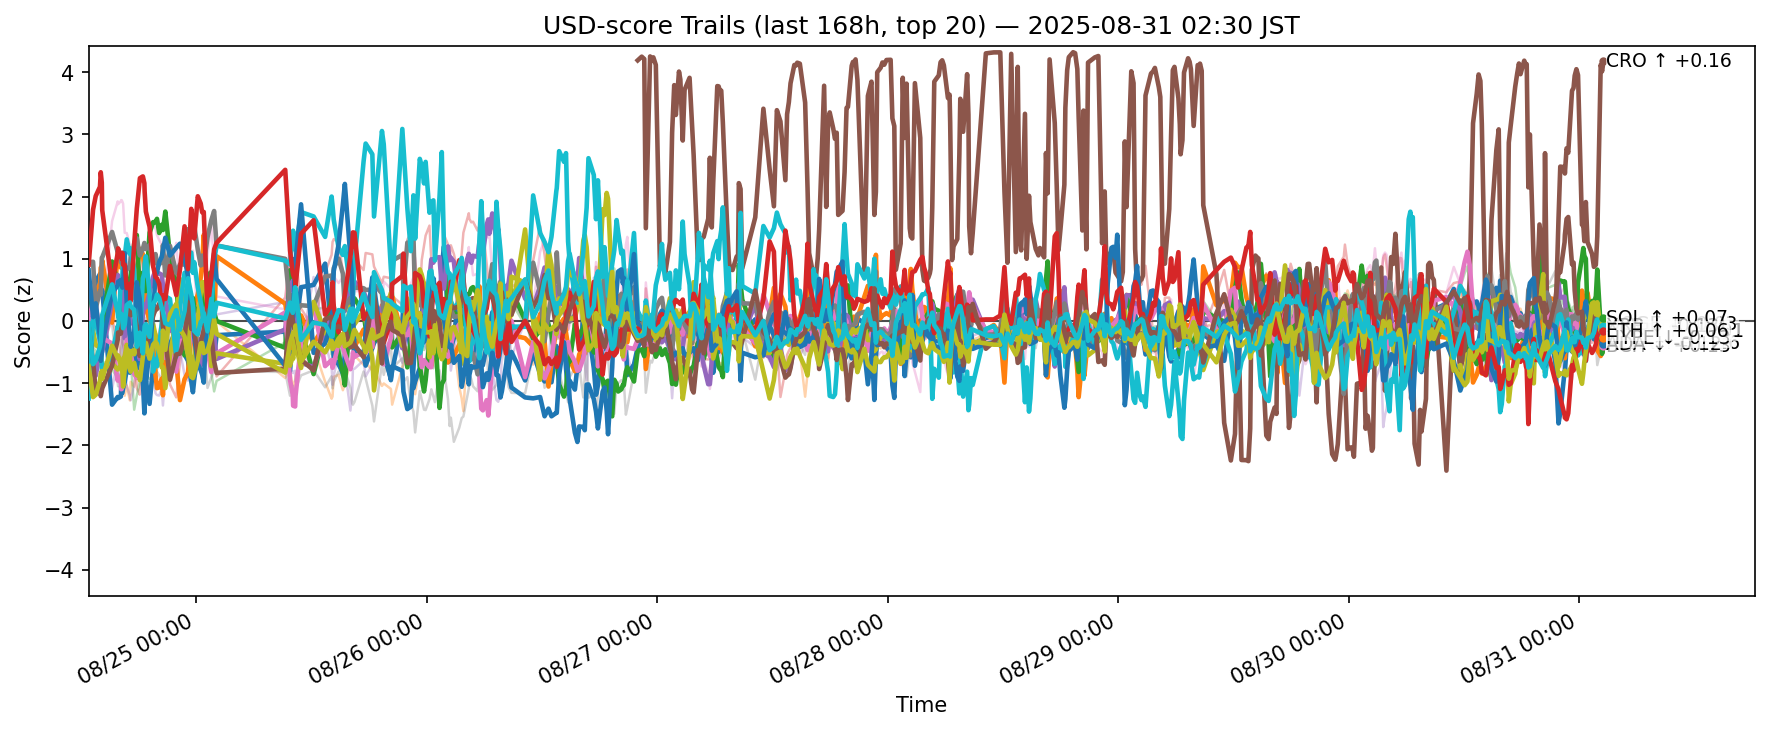 USD-score Trails (last 168h, top 20) — 2025-08-31 02:30 JST
Score (z)
4
3
2
1
0
−1
−2
−3
−4
CRO ↑ +0.16
SOL ↑ +0.07
ETH ↑ +0.06
08/25 00:00
08/26 00:00
08/27 00:00
08/28 00:00
08/29 00:00
08/30 00:00
08/31 00:00
Time